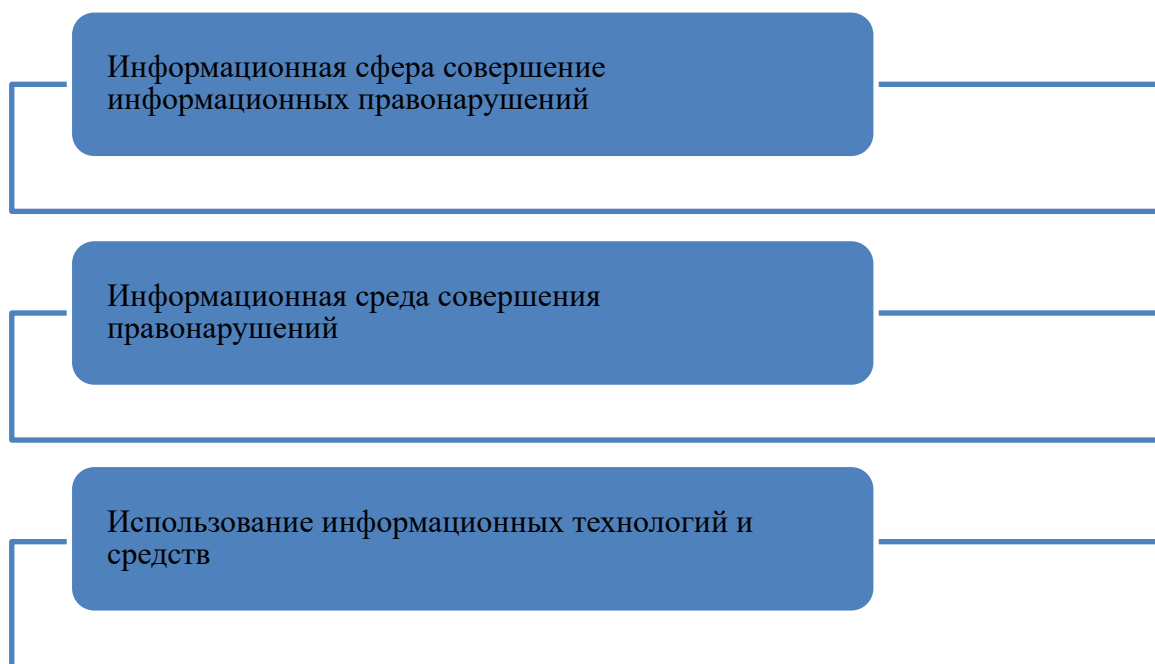 Информационная сфера совершение
информационных правонарушений
Информационная среда совершения
правонарушений
Использование информационных технологий и
средств